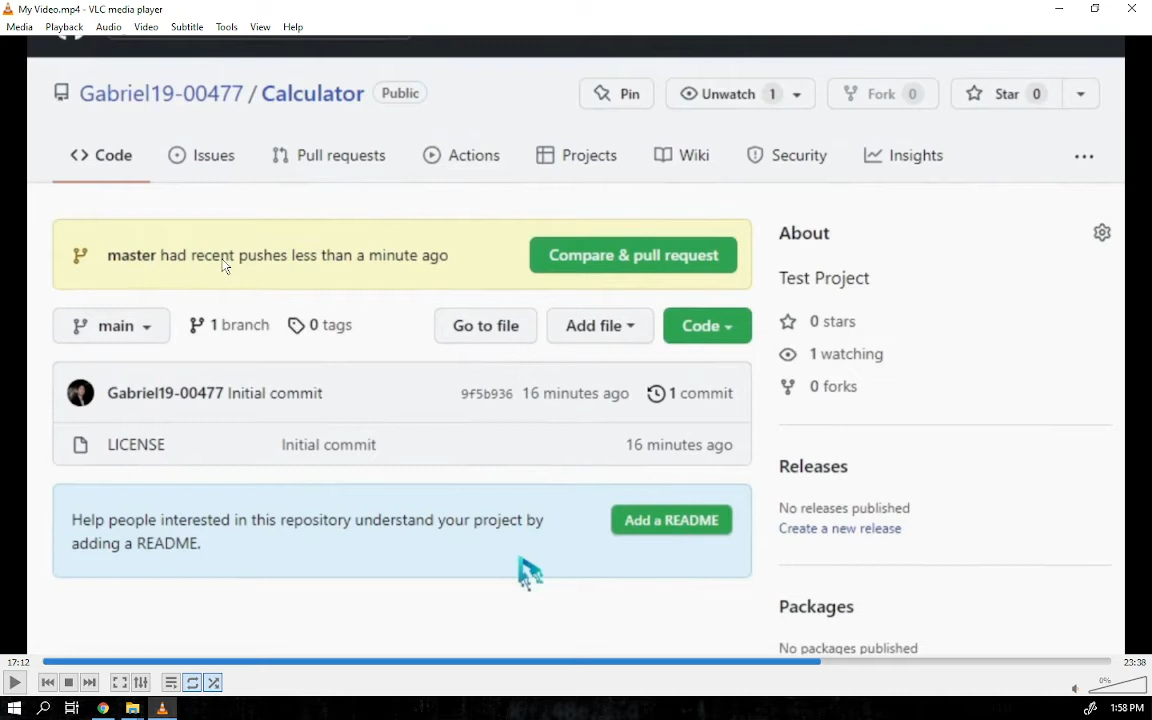 My Video.mp4 - VLC media player
Media Playback Audio Video Subtitle Tools View Help
Gabriel19-00477 / Calculator Public
Pin Unwatch 1 Fork 0 Star 0
Code Issues Pull requests Actions Projects Wiki Security Insights
master had recent pushes less than a minute ago Compare & pull request
About
Test Project
main 1 branch 0 tags Go to file Add file Code
0 stars
1 watching
0 forks
Gabriel19-00477 Initial commit 9f5b936 16 minutes ago 1 commit
LICENSE Initial commit 16 minutes ago
Releases
No releases published
Create a new release
Help people interested in this repository understand your project by
adding a README.
Add a README
Packages
No packages published
17:12 23:38
0%
1:58 PM